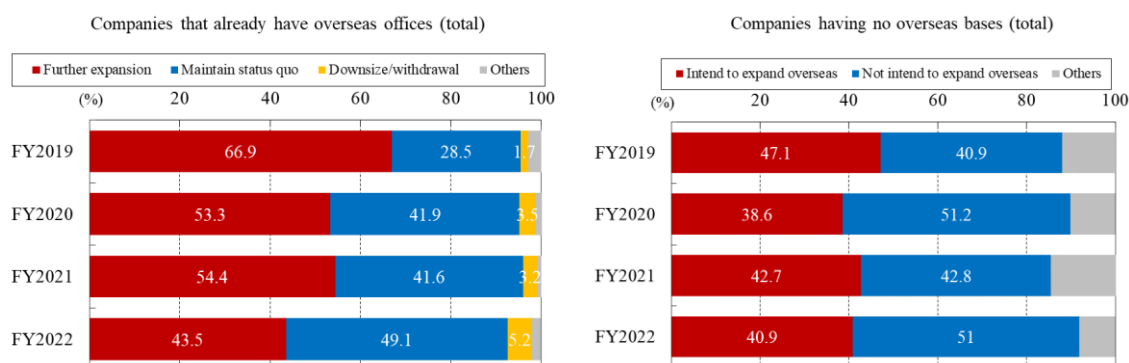 Companies that already have overseas offices (total)
Further expansion Maintain status quo Downsize/withdrawal Others
(%) 20 40 60 80 100
FY2019 66.9 28.5 1.7
FY2020 53.3 41.9 3.5
FY2021 54.4 41.6 3.2
FY2022 43.5 49.1 5.2
Companies having no overseas bases (total)
Intend to expand overseas Not intend to expand overseas Others
(%) 20 40 60 80 100
FY2019 47.1 40.9
FY2020 38.6 51.2
FY2021 42.7 42.8
FY2022 40.9 51